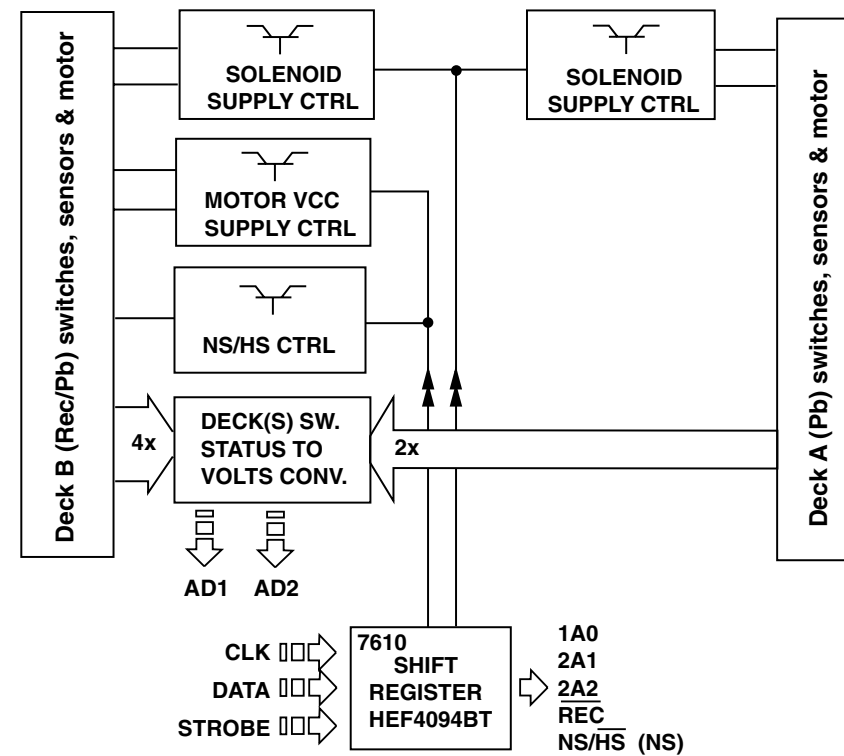 Deck B (Rec/Pb) switches, sensors & motor
SOLENOID
SUPPLY CTRL
SOLENOID
SUPPLY CTRL
MOTOR VCC
SUPPLY CTRL
NS/HS CTRL
4x
DECK(S) SW.
STATUS TO
VOLTS CONV.
2x
Deck A (Pb) switches, sensors & motor
AD1
AD2
CLK
DATA
STROBE
7610
SHIFT
REGISTER
HEF4094BT
1A0
2A1
2A2
R̅E̅C̅
NS/H̅S̅ (NS)